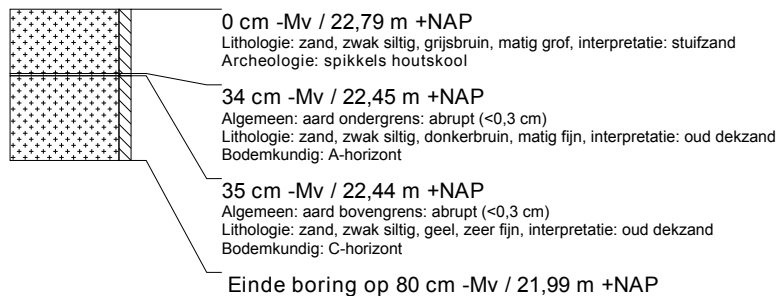 0 cm -Mv / 22,79 m +NAP
Lithologie: zand, zwak siltig, grijsbruin, matig grof, interpretatie: stuifzand
Archeologie: spikkels houtskool
34 cm -Mv / 22,45 m +NAP
Algemeen: aard ondergrens: abrupt (<0,3 cm)
Lithologie: zand, zwak siltig, donkerbruin, matig fijn, interpretatie: oud dekzand
Bodemkundig: A-horizont
35 cm -Mv / 22,44 m +NAP
Algemeen: aard bovengrens: abrupt (<0,3 cm)
Lithologie: zand, zwak siltig, geel, zeer fijn, interpretatie: oud dekzand
Bodemkundig: C-horizont
Einde boring op 80 cm -Mv / 21,99 m +NAP